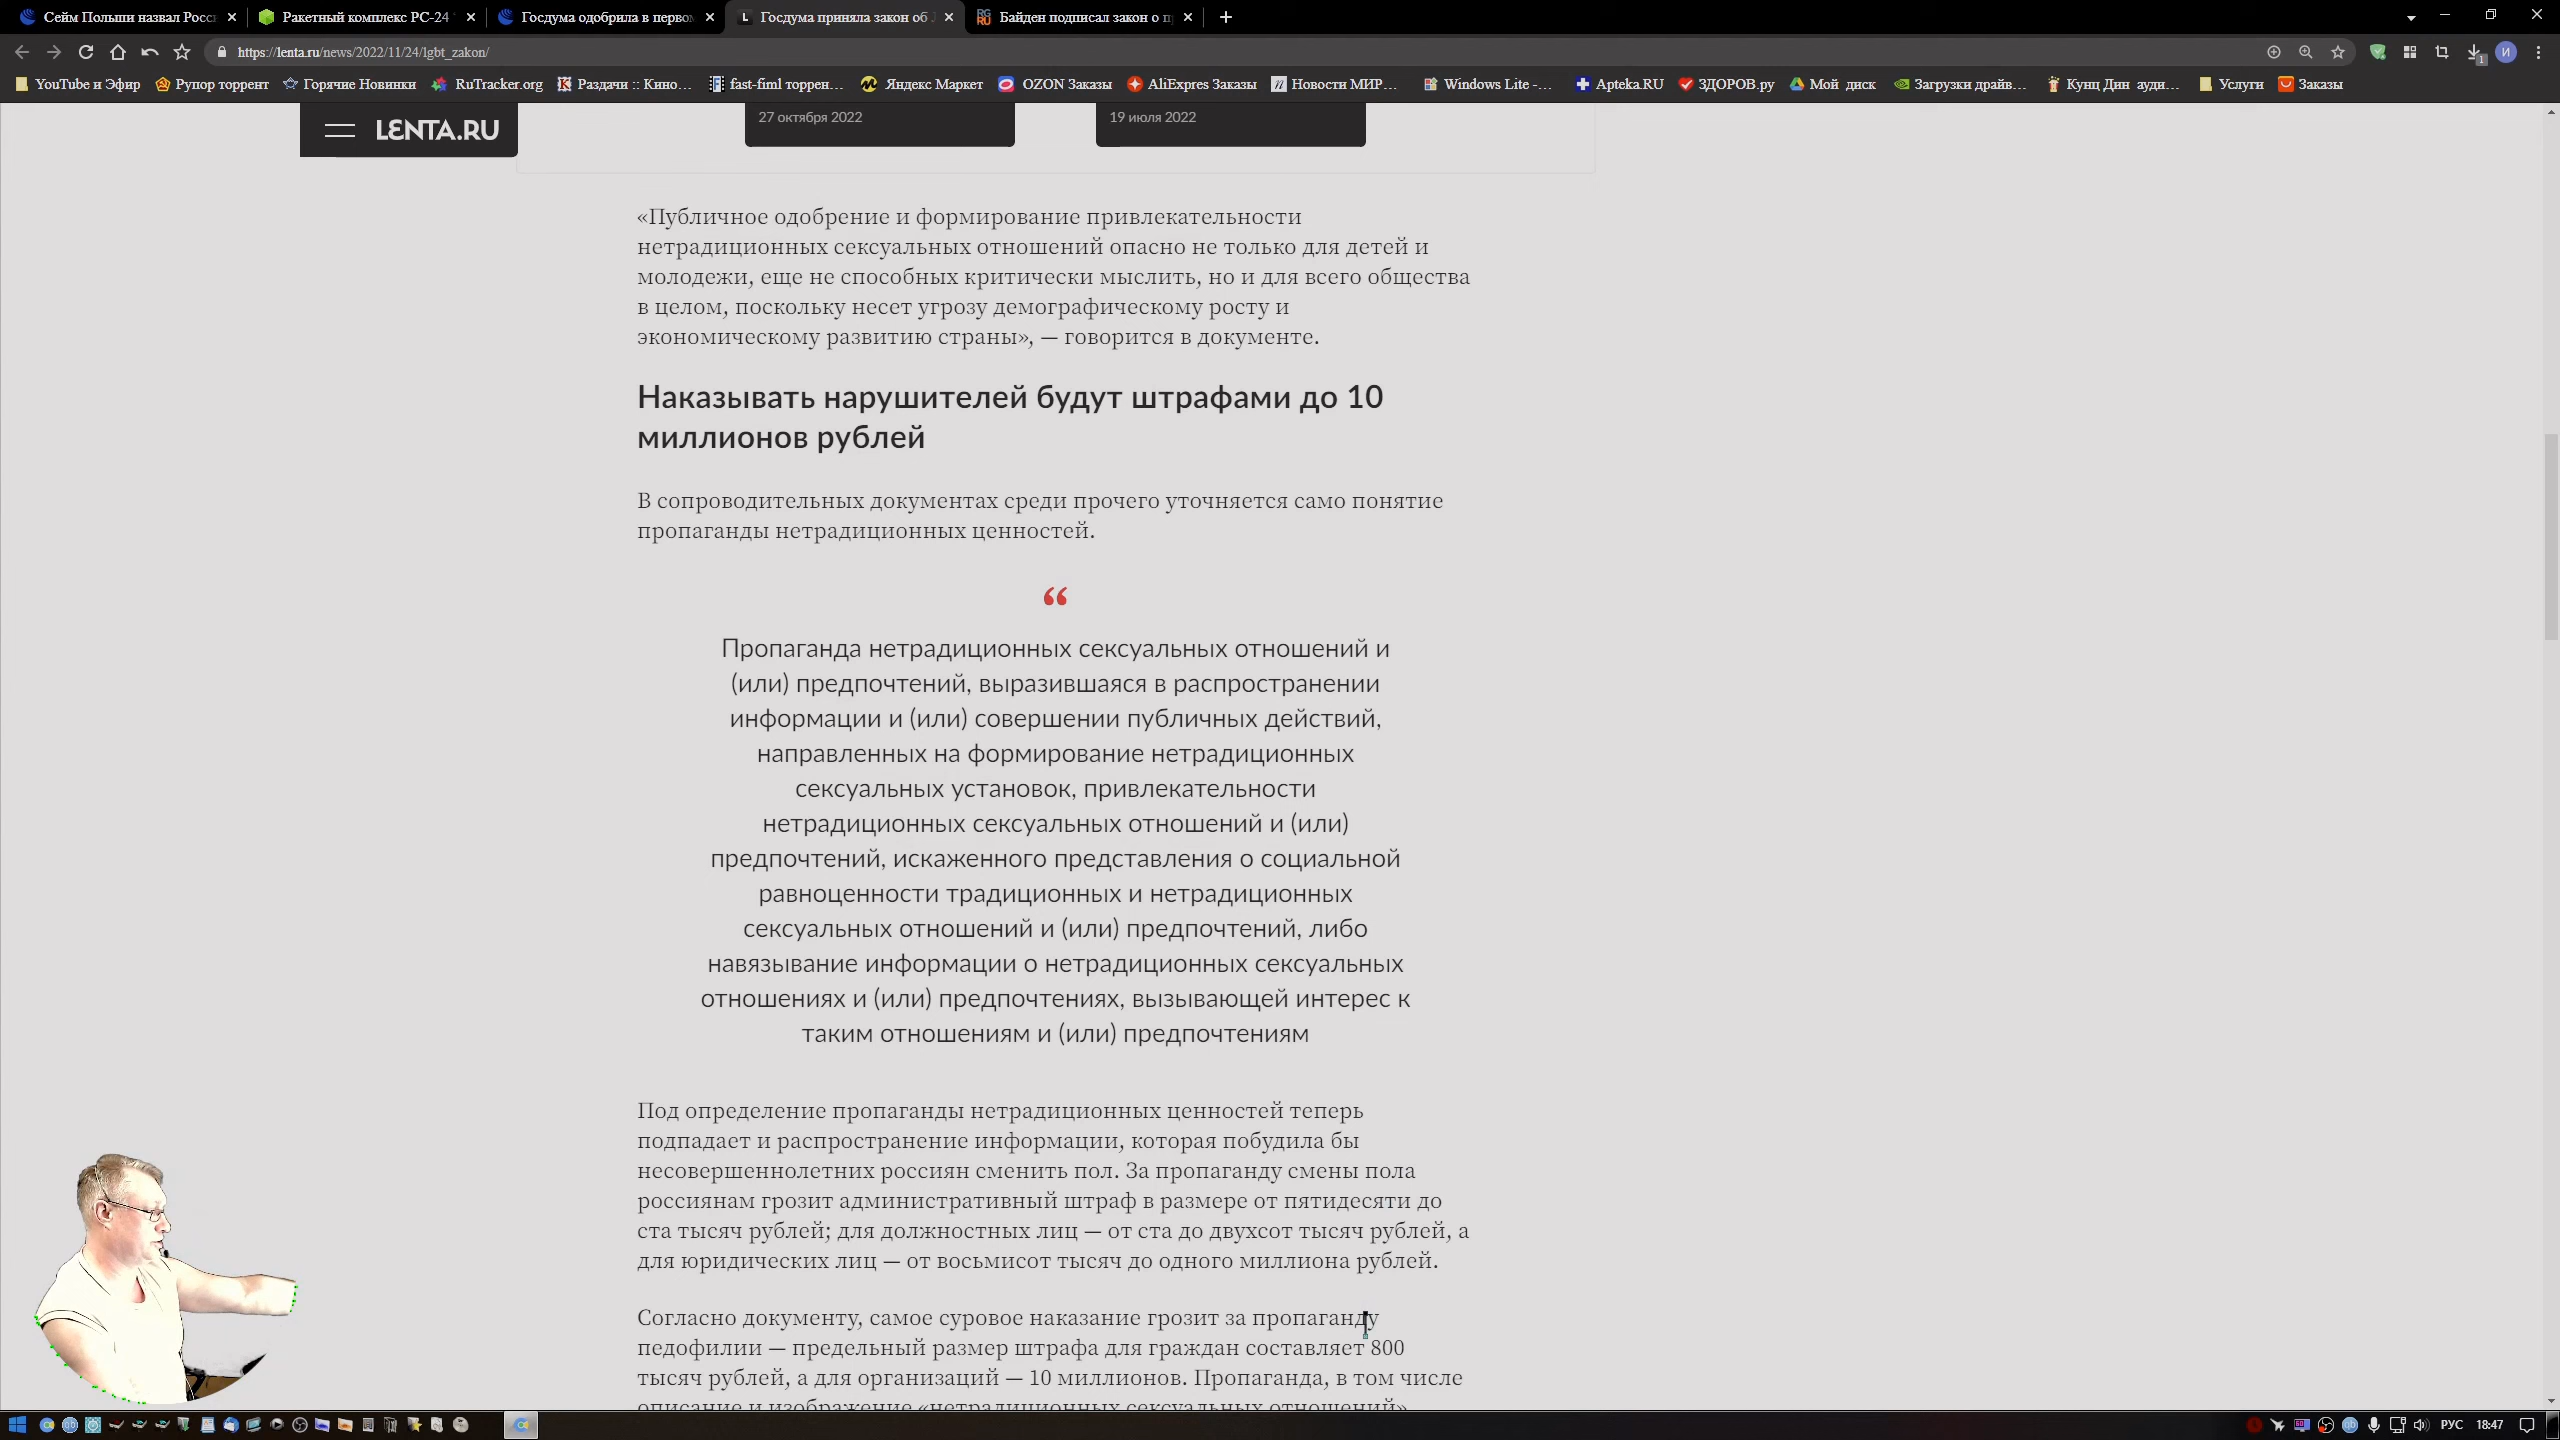 Сейм Польши назвал Росс
Ракетный комплекс РС-24
Госдума одобрила в перво
Госдума приняла закон об
Байден подписал закон о п
https://lenta.ru/news/2022/11/24/lgbt_zakon/
И
1
YouTube и Эфир
Рупор торрент
Горячие Новинки
RuTracker.org
Раздачи :: Кино…
fast-fiml торрен…
Яндекс Маркет
OZON Заказы
AliExpres Заказы
Новости МИР…
Windows Lite -…
Apteka.RU
ЗДОРОВ.ру
Мой диск
Загрузки драйв…
Кунц Дин ауди…
Услуги
Заказы
LENTA.RU
27 октября 2022
19 июля 2022
«Публичное одобрение и формирование привлекательности
нетрадиционных сексуальных отношений опасно не только для детей и
молодежи, еще не способных критически мыслить, но и для всего общества
в целом, поскольку несет угрозу демографическому росту и
экономическому развитию страны», — говорится в документе.
Наказывать нарушителей будут штрафами до 10
миллионов рублей
В сопроводительных документах среди прочего уточняется само понятие
пропаганды нетрадиционных ценностей.
“
Пропаганда нетрадиционных сексуальных отношений и
(или) предпочтений, выразившаяся в распространении
информации и (или) совершении публичных действий,
направленных на формирование нетрадиционных
сексуальных установок, привлекательности
нетрадиционных сексуальных отношений и (или)
предпочтений, искаженного представления о социальной
равноценности традиционных и нетрадиционных
сексуальных отношений и (или) предпочтений, либо
навязывание информации о нетрадиционных сексуальных
отношениях и (или) предпочтениях, вызывающей интерес к
таким отношениям и (или) предпочтениям
Под определение пропаганды нетрадиционных ценностей теперь
подпадает и распространение информации, которая побудила бы
несовершеннолетних россиян сменить пол. За пропаганду смены пола
россиянам грозит административный штраф в размере от пятидесяти до
ста тысяч рублей; для должностных лиц — от ста до двухсот тысяч рублей, а
для юридических лиц — от восьмисот тысяч до одного миллиона рублей.
Согласно документу, самое суровое наказание грозит за пропаганду
педофилии — предельный размер штрафа для граждан составляет 800
тысяч рублей, а для организаций — 10 миллионов. Пропаганда, в том числе
описание и изображение «нетрадиционных сексуальных отношений»
РУС
18:47